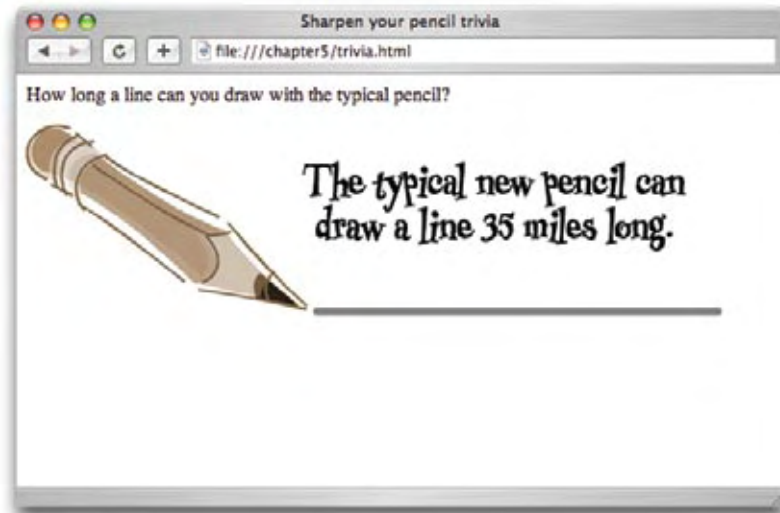 Sharpen your pencil trivia
file:///chapter5/trivia.html
How long a line can you draw with the typical pencil?
The typical new pencil can
draw a line 35 miles long.